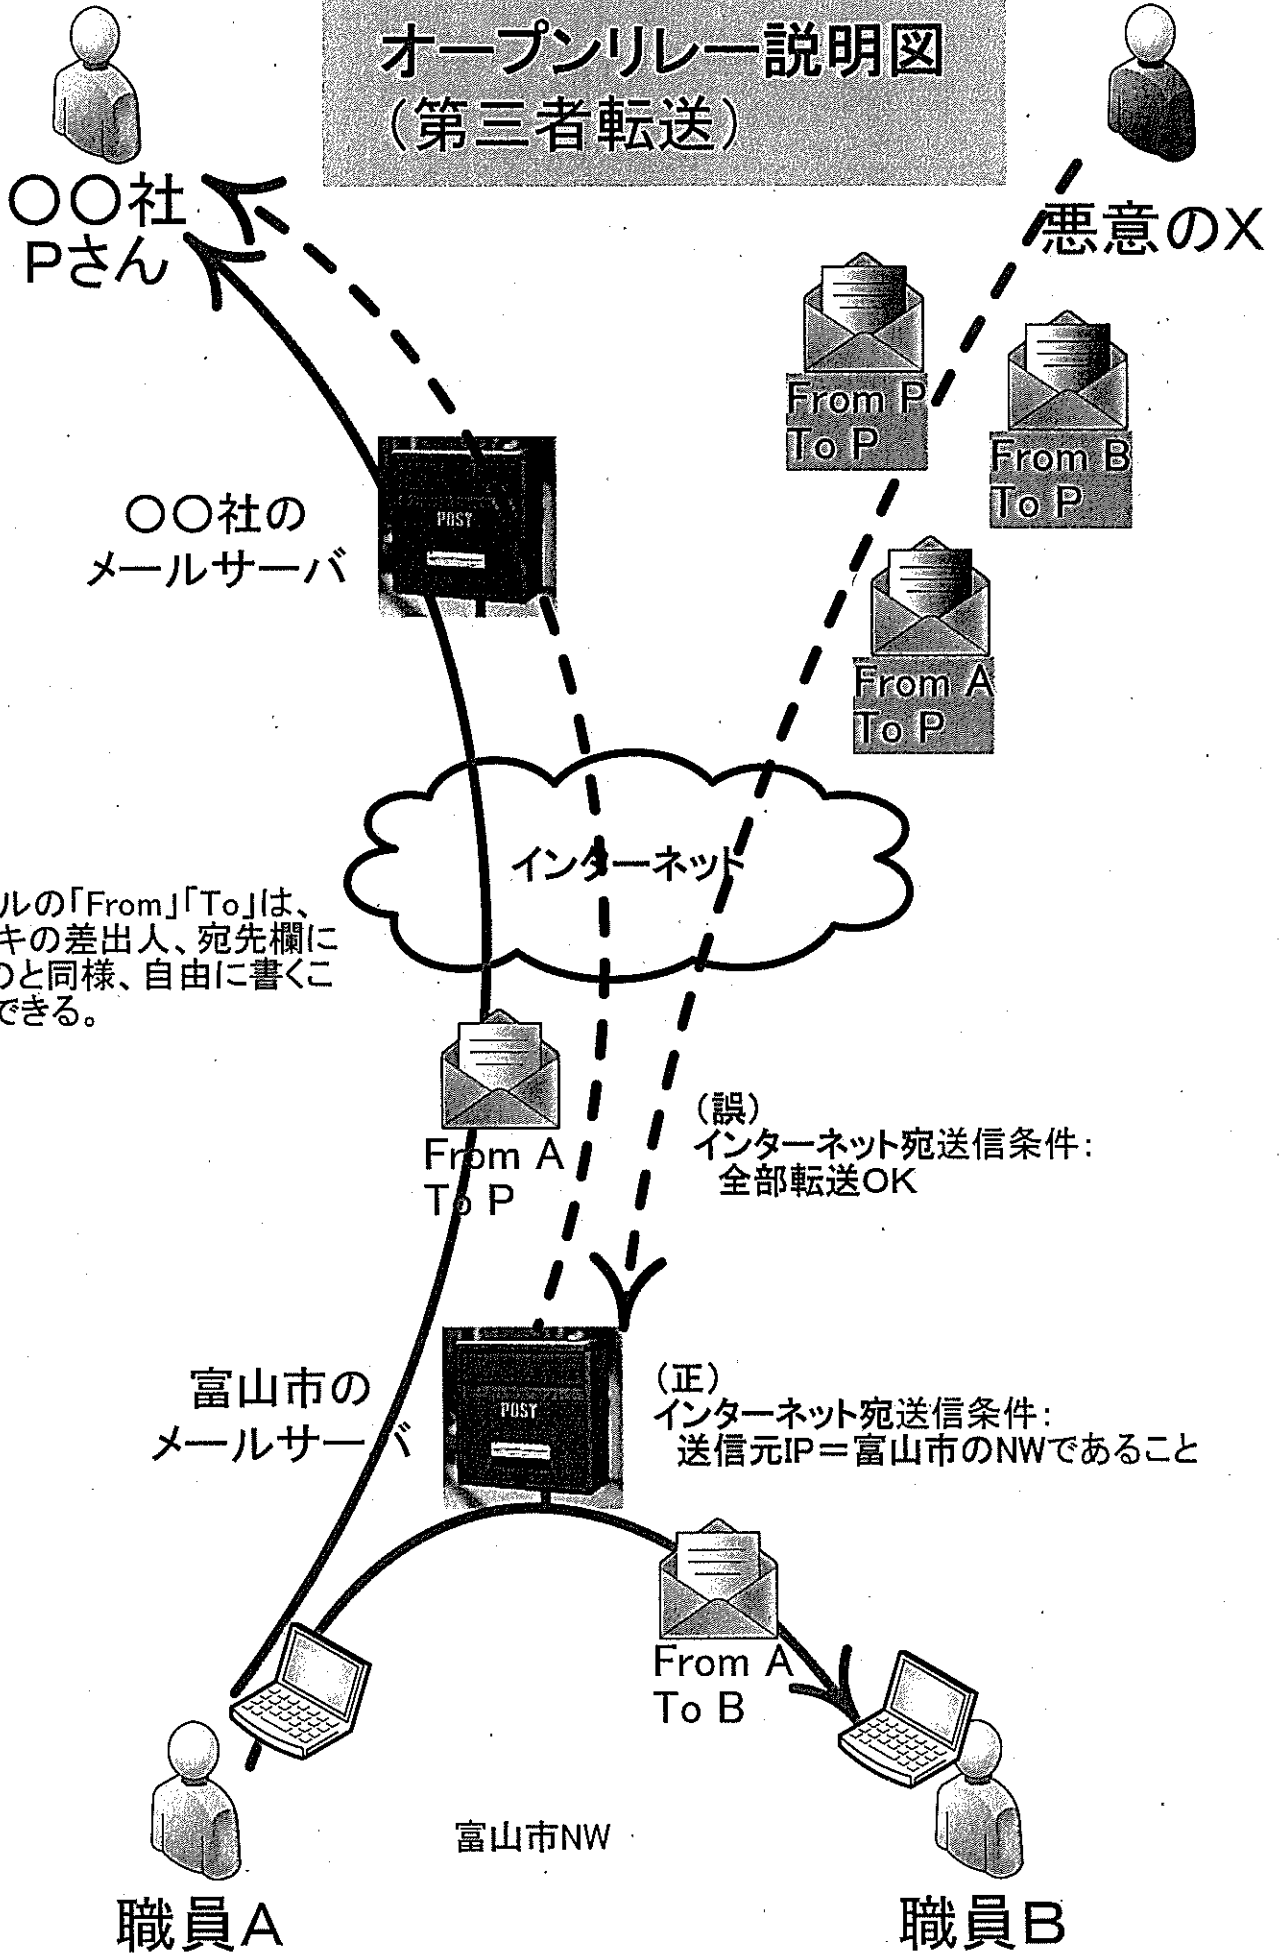 オープンリレー説明図
(第三者転送)
○○社
Pさん
悪意のX
From P
To P
From B
To P
From A
To P
○○社の
メールサーバ
POST
インターネット
ルの「From」「To」は、
キの差出人、宛先欄に
のと同様、自由に書くこ
できる。
From A
To P
(誤)
インターネット宛送信条件:
全部転送OK
富山市の
メールサーバ
POST
(正)
インターネット宛送信条件:
送信元IP=富山市のNWであること
From A
To B
富山市NW
職員A
職員B